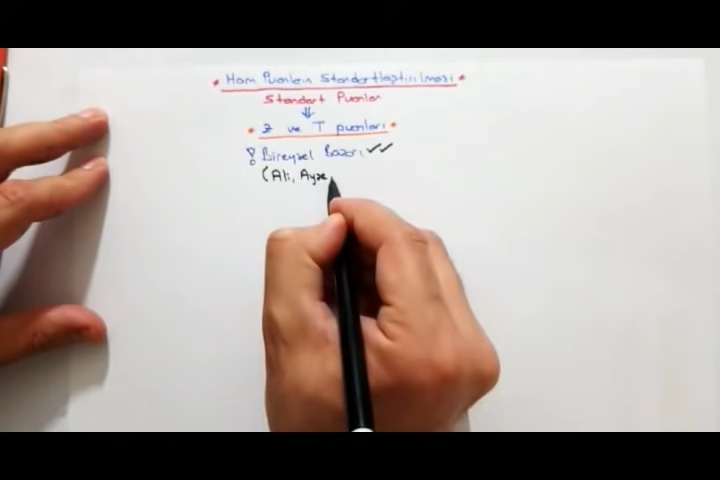 * Ham Puanların Standartlaştırılması *
Standart Puanlar
⇓
* Z ve T puanları *
! Bireysel Başarı ✓✓
(Ali, Ayşe